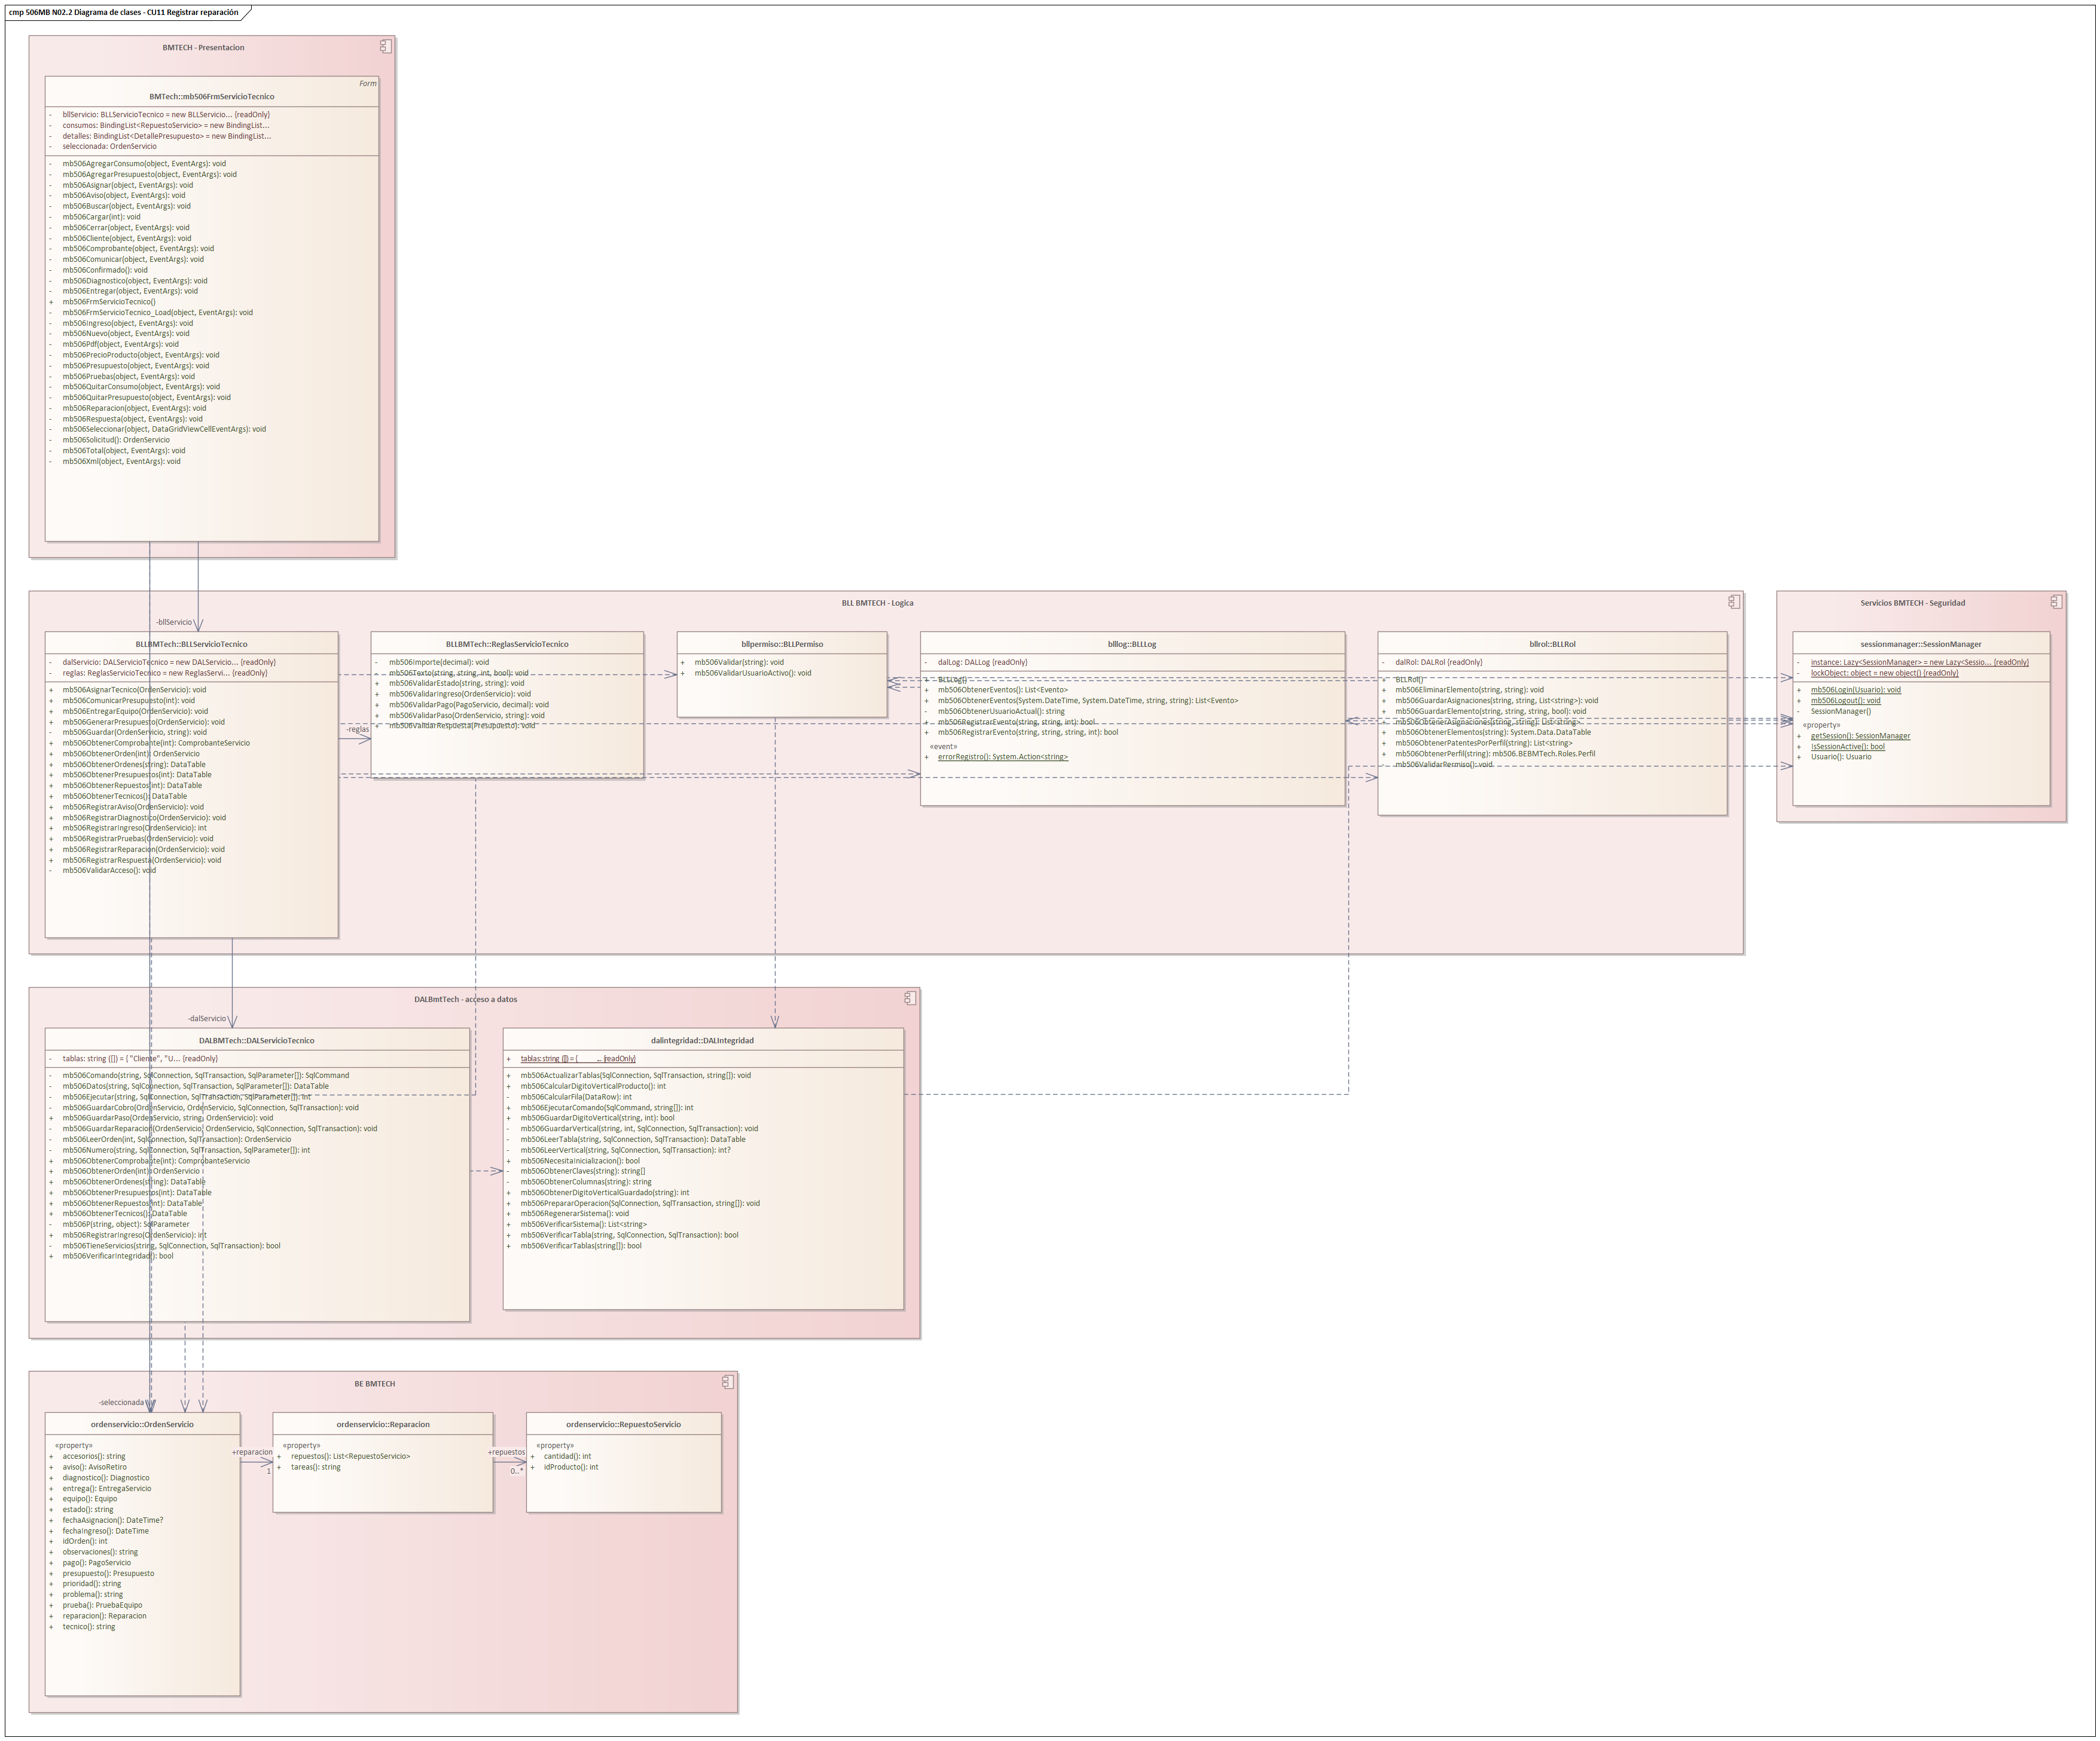 cmp 506MB N02.2 Diagrama de clases - CU11 Registrar reparación
BMTECH - Presentacion
Form
BMTech::mb506FrmServicioTecnico
- bllServicio: BLLServicioTecnico = new BLLServicio... {readOnly}
- consumos: BindingList<RepuestoServicio> = new BindingList...
- detalles: BindingList<DetallePresupuesto> = new BindingList...
- seleccionada: OrdenServicio
- mb506AgregarConsumo(object, EventArgs): void
- mb506AgregarPresupuesto(object, EventArgs): void
- mb506Asignar(object, EventArgs): void
- mb506Aviso(object, EventArgs): void
- mb506Buscar(object, EventArgs): void
- mb506Cargar(int): void
- mb506Cerrar(object, EventArgs): void
- mb506Cliente(object, EventArgs): void
- mb506Comprobante(object, EventArgs): void
- mb506Comunicar(object, EventArgs): void
- mb506Confirmado(): void
- mb506Diagnostico(object, EventArgs): void
- mb506Entregar(object, EventArgs): void
+ mb506FrmServicioTecnico()
- mb506FrmServicioTecnico_Load(object, EventArgs): void
- mb506Ingreso(object, EventArgs): void
- mb506Nuevo(object, EventArgs): void
- mb506Pdf(object, EventArgs): void
- mb506PrecioProducto(object, EventArgs): void
- mb506Presupuesto(object, EventArgs): void
- mb506Pruebas(object, EventArgs): void
- mb506QuitarConsumo(object, EventArgs): void
- mb506QuitarPresupuesto(object, EventArgs): void
- mb506Reparacion(object, EventArgs): void
- mb506Respuesta(object, EventArgs): void
- mb506Seleccionar(object, DataGridViewCellEventArgs): void
- mb506Solicitud(): OrdenServicio
- mb506Total(object, EventArgs): void
- mb506Xml(object, EventArgs): void
BLL BMTECH - Logica
-bllServicio
BLLBMTech::BLLServicioTecnico
- dalServicio: DALServicioTecnico = new DALServicio... {readOnly}
- reglas: ReglasServicioTecnico = new ReglasServi... {readOnly}
+ mb506AsignarTecnico(OrdenServicio): void
+ mb506ComunicarPresupuesto(int): void
+ mb506EntregarEquipo(OrdenServicio): void
+ mb506GenerarPresupuesto(OrdenServicio): void
- mb506Guardar(OrdenServicio, string): void
+ mb506ObtenerComprobante(int): ComprobanteServicio
+ mb506ObtenerOrden(int): OrdenServicio
+ mb506ObtenerOrdenes(string): DataTable
+ mb506ObtenerPresupuestos(int): DataTable
+ mb506ObtenerRepuestos(int): DataTable
+ mb506ObtenerTecnicos(): DataTable
+ mb506RegistrarAviso(OrdenServicio): void
+ mb506RegistrarDiagnostico(OrdenServicio): void
+ mb506RegistrarIngreso(OrdenServicio): int
+ mb506RegistrarPruebas(OrdenServicio): void
+ mb506RegistrarReparacion(OrdenServicio): void
+ mb506RegistrarRespuesta(OrdenServicio): void
- mb506ValidarAcceso(): void
-reglas
BLLBMTech::ReglasServicioTecnico
- mb506Importe(decimal): void
- mb506Texto(string, string, int, bool): void
+ mb506ValidarEstado(string, string): void
+ mb506ValidarIngreso(OrdenServicio): void
+ mb506ValidarPago(PagoServicio, decimal): void
+ mb506ValidarPaso(OrdenServicio, string): void
+ mb506ValidarRespuesta(Presupuesto): void
bllpermiso::BLLPermiso
+ mb506Validar(string): void
+ mb506ValidarUsuarioActivo(): void
blllog::BLLLog
- dalLog: DALLog {readOnly}
+ BLLLog()
+ mb506ObtenerEventos(): List<Evento>
+ mb506ObtenerEventos(System.DateTime, System.DateTime, string, string): List<Evento>
- mb506ObtenerUsuarioActual(): string
+ mb506RegistrarEvento(string, string, int): bool
+ mb506RegistrarEvento(string, string, string, int): bool
«event»
+ errorRegistro(): System.Action<string>
bllrol::BLLRol
- dalRol: DALRol {readOnly}
+ BLLRol()
+ mb506EliminarElemento(string, string): void
+ mb506GuardarAsignaciones(string, string, List<string>): void
+ mb506GuardarElemento(string, string, string, bool): void
+ mb506ObtenerAsignaciones(string, string): List<string>
+ mb506ObtenerElementos(string): System.Data.DataTable
+ mb506ObtenerPatentesPorPerfil(string): List<string>
+ mb506ObtenerPerfil(string): mb506.BEBMTech.Roles.Perfil
- mb506ValidarPermiso(): void
Servicios BMTECH - Seguridad
sessionmanager::SessionManager
- instance: Lazy<SessionManager> = new Lazy<Sessio... {readOnly}
- lockObject: object = new object() {readOnly}
+ mb506Login(Usuario): void
+ mb506Logout(): void
- SessionManager()
«property»
+ getSession(): SessionManager
+ IsSessionActive(): bool
+ Usuario(): Usuario
DALBmtTech - acceso a datos
-dalServicio
DALBMTech::DALServicioTecnico
- tablas: string ([]) = { "Cliente", "U... {readOnly}
- mb506Comando(string, SqlConnection, SqlTransaction, SqlParameter[]): SqlCommand
- mb506Datos(string, SqlConnection, SqlTransaction, SqlParameter[]): DataTable
- mb506Ejecutar(string, SqlConnection, SqlTransaction, SqlParameter[]): int
- mb506GuardarCobro(OrdenServicio, OrdenServicio, SqlConnection, SqlTransaction): void
+ mb506GuardarPaso(OrdenServicio, string, OrdenServicio): void
- mb506GuardarReparacion(OrdenServicio, OrdenServicio, SqlConnection, SqlTransaction): void
- mb506LeerOrden(int, SqlConnection, SqlTransaction): OrdenServicio
- mb506Numero(string, SqlConnection, SqlTransaction, SqlParameter[]): int
+ mb506ObtenerComprobante(int): ComprobanteServicio
+ mb506ObtenerOrden(int): OrdenServicio
+ mb506ObtenerOrdenes(string): DataTable
+ mb506ObtenerPresupuestos(int): DataTable
+ mb506ObtenerRepuestos(int): DataTable
+ mb506ObtenerTecnicos(): DataTable
- mb506P(string, object): SqlParameter
+ mb506RegistrarIngreso(OrdenServicio): int
- mb506TieneServicios(string, SqlConnection, SqlTransaction): bool
+ mb506VerificarIntegridad(): bool
dalintegridad::DALIntegridad
+ tablas: string ([]) = { ... {readOnly}
+ mb506ActualizarTablas(SqlConnection, SqlTransaction, string[]): void
+ mb506CalcularDigitoVerticalProducto(): int
- mb506CalcularFila(DataRow): int
+ mb506EjecutarComando(SqlCommand, string[]): int
+ mb506GuardarDigitoVertical(string, int): bool
- mb506GuardarVertical(string, int, SqlConnection, SqlTransaction): void
- mb506LeerTabla(string, SqlConnection, SqlTransaction): DataTable
- mb506LeerVertical(string, SqlConnection, SqlTransaction): int?
+ mb506NecesitaInicializacion(): bool
- mb506ObtenerClaves(string): string[]
- mb506ObtenerColumnas(string): string
+ mb506ObtenerDigitoVerticalGuardado(string): int
+ mb506PrepararOperacion(SqlConnection, SqlTransaction, string[]): void
+ mb506RegenerarSistema(): void
+ mb506VerificarSistema(): List<string>
+ mb506VerificarTabla(string, SqlConnection, SqlTransaction): bool
+ mb506VerificarTablas(string[]): bool
BE BMTECH
-seleccionada
ordenservicio::OrdenServicio
«property»
+ accesorios(): string
+ aviso(): AvisoRetiro
+ diagnostico(): Diagnostico
+ entrega(): EntregaServicio
+ equipo(): Equipo
+ estado(): string
+ fechaAsignacion(): DateTime?
+ fechaIngreso(): DateTime
+ idOrden(): int
+ observaciones(): string
+ pago(): PagoServicio
+ presupuesto(): Presupuesto
+ prioridad(): string
+ problema(): string
+ prueba(): PruebaEquipo
+ reparacion(): Reparacion
+ tecnico(): string
+reparacion
1
ordenservicio::Reparacion
«property»
+ repuestos(): List<RepuestoServicio>
+ tareas(): string
+repuestos
0..*
ordenservicio::RepuestoServicio
«property»
+ cantidad(): int
+ idProducto(): int